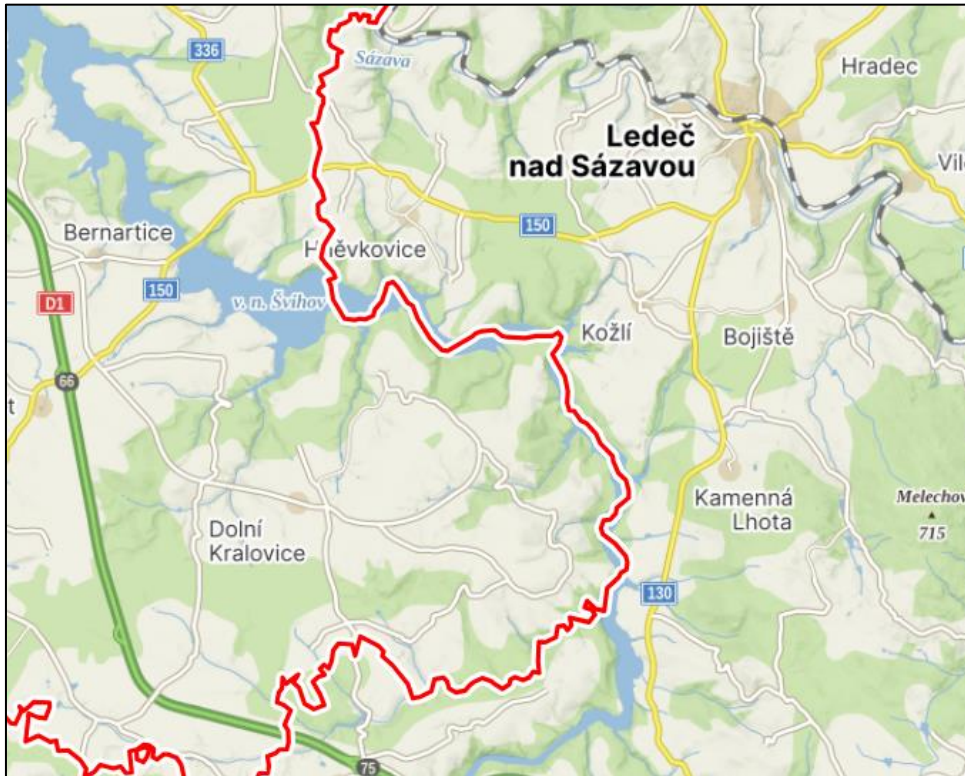 336
Sázava
Hradec
Ledeč
nad Sázavou
Vil
150
Bernartice
Hněvkovice
D1
150
v. n. Švihov
Kožlí
Bojiště
66
t
Kamenná
Lhota
Melechov
715
Dolní
Kralovice
130
75